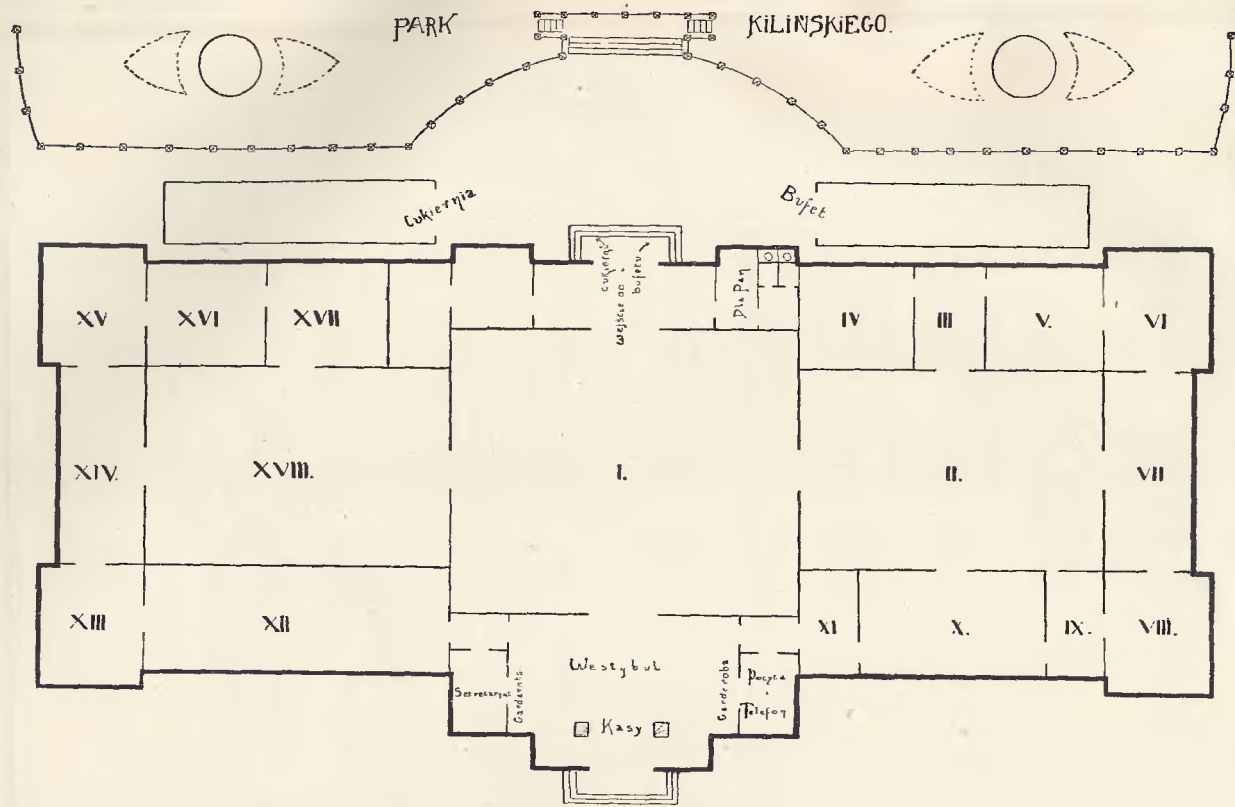 PARK KILIŃSKIEGO.
Cukiernia
Bufet
Wejście do
cukierni i
bufetu
Dla Pań
XV
XVI
XVII
IV
III
V.
VI
XIV.
XVIII.
I.
II.
VII
XIII
XII
XI
X.
IX.
VIII.
Westybul
Sekretarjat
Garderoba
Garderoba
Poczta
i
Telefon
Kasy